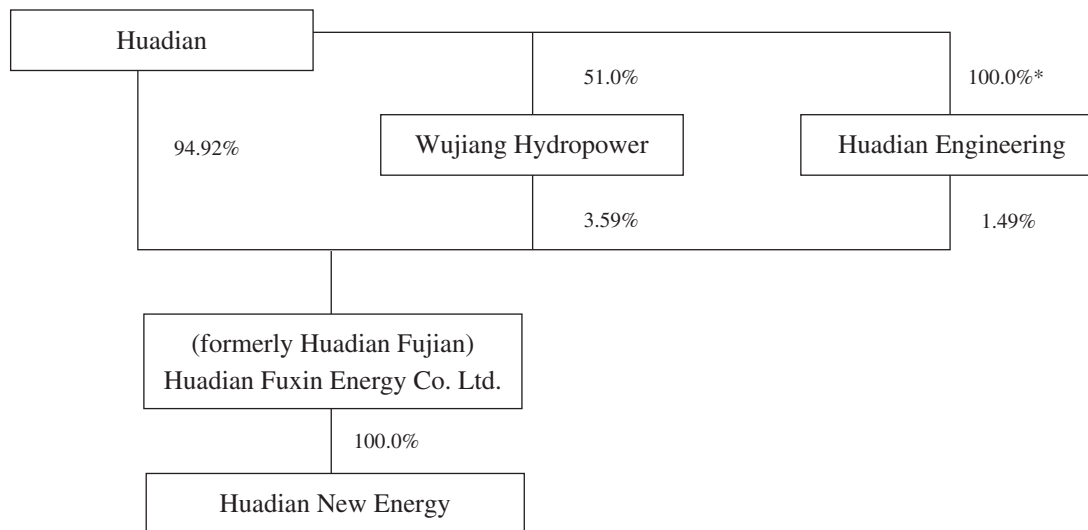 Huadian
51.0%
100.0%*
94.92%
Wujiang Hydropower
Huadian Engineering
3.59%
1.49%
(formerly Huadian Fujian)
Huadian Fuxin Energy Co. Ltd.
100.0%
Huadian New Energy